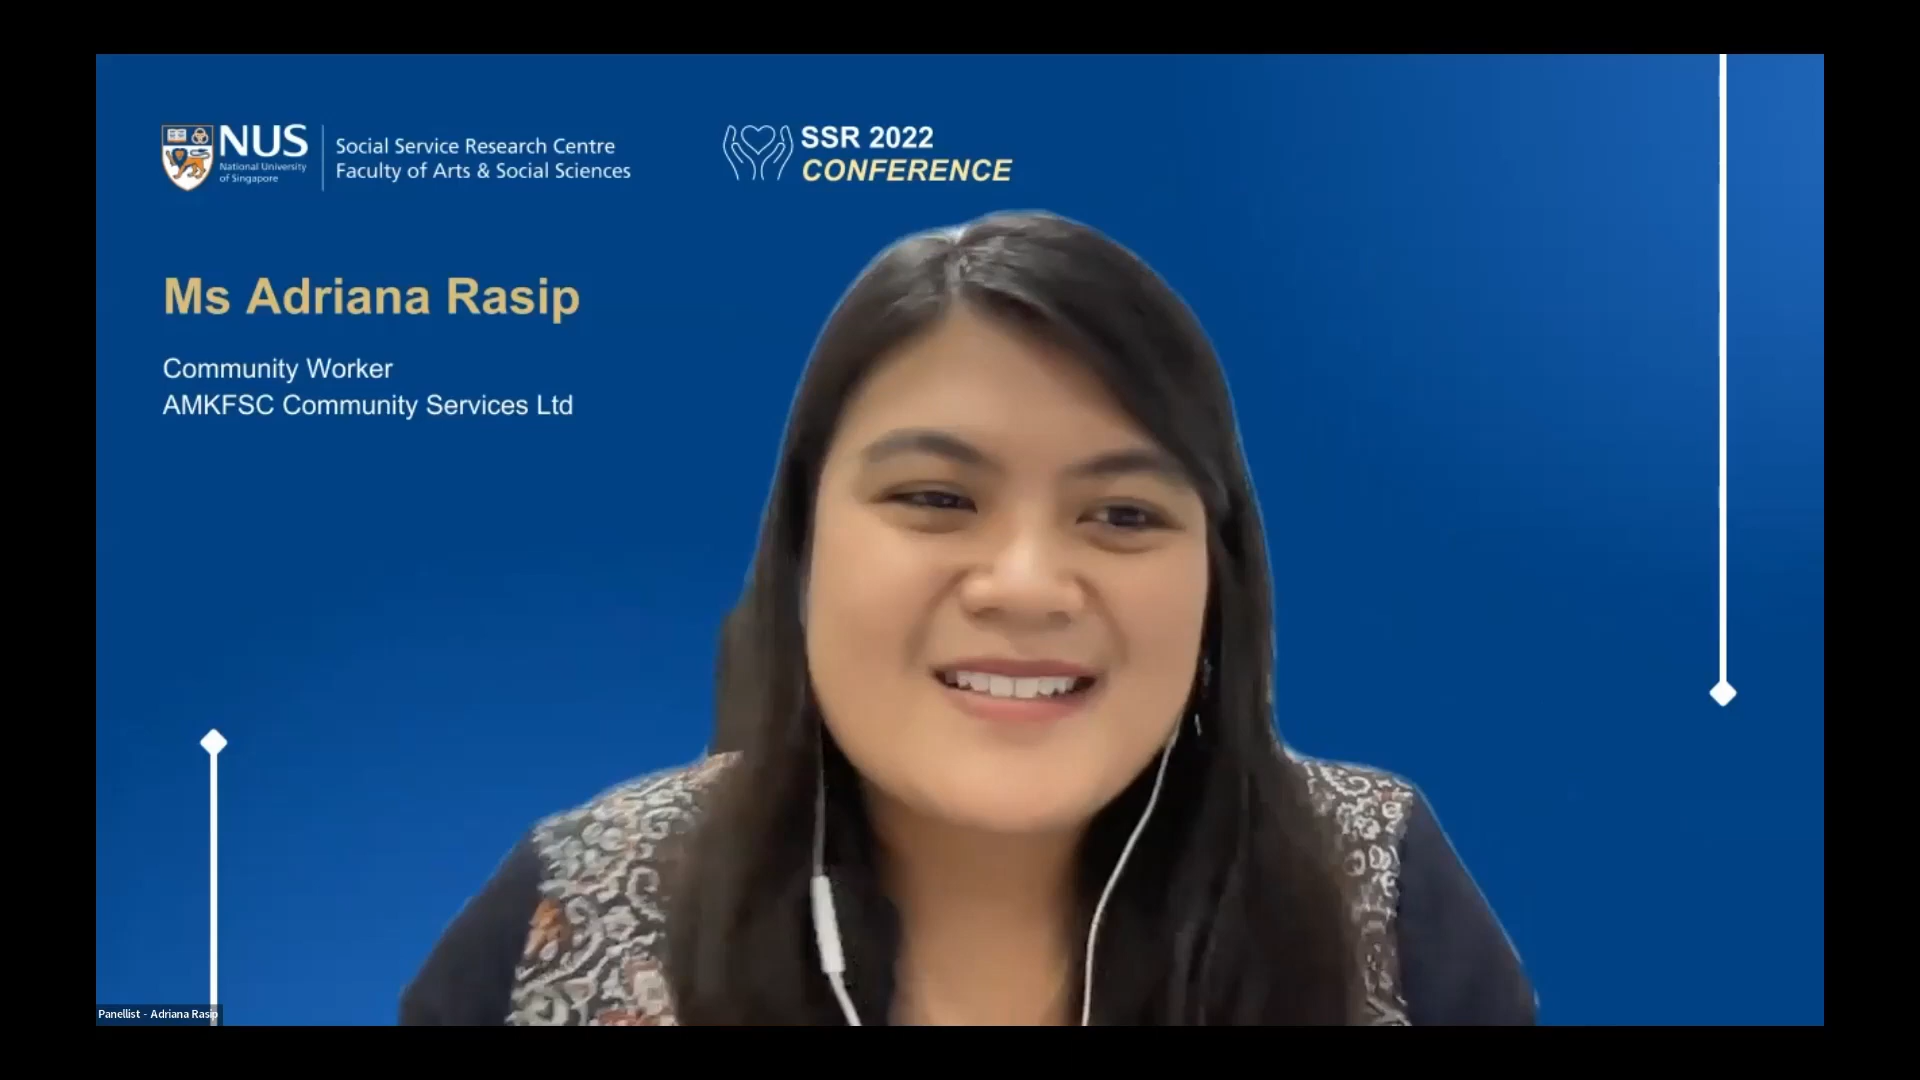 NUS
National University
of Singapore
Social Service Research Centre
Faculty of Arts & Social Sciences
SSR 2022
CONFERENCE
Ms Adriana Rasip
Community Worker
AMKFSC Community Services Ltd
Panellist - Adriana Rasip